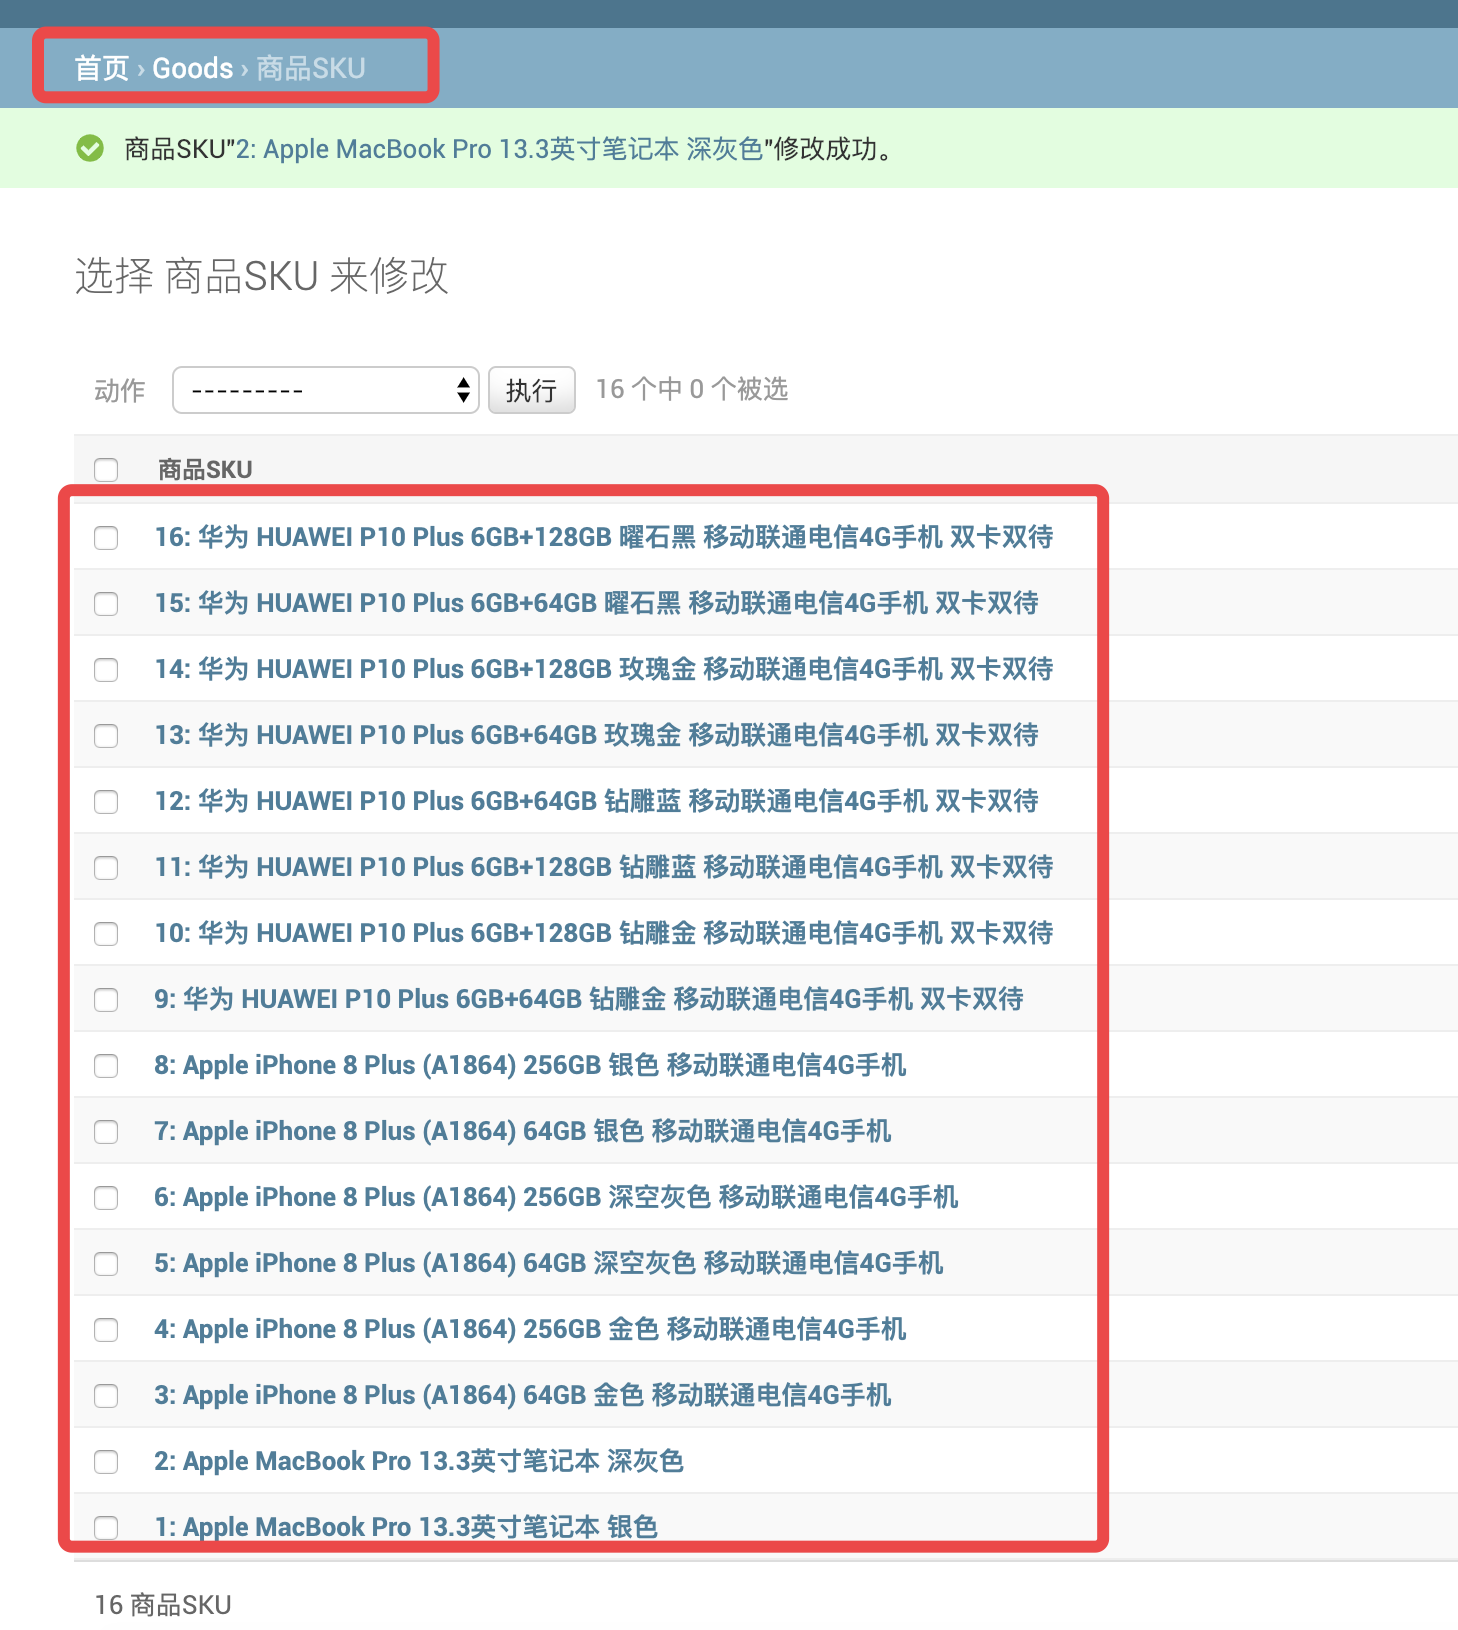 首页 › Goods › 商品SKU
商品SKU"2: Apple MacBook Pro 13.3英寸笔记本 深灰色"修改成功。
选择 商品SKU 来修改
动作 --------- 执行 16 个中 0 个被选
商品SKU
16: 华为 HUAWEI P10 Plus 6GB+128GB 曜石黑 移动联通电信4G手机 双卡双待
15: 华为 HUAWEI P10 Plus 6GB+64GB 曜石黑 移动联通电信4G手机 双卡双待
14: 华为 HUAWEI P10 Plus 6GB+128GB 玫瑰金 移动联通电信4G手机 双卡双待
13: 华为 HUAWEI P10 Plus 6GB+64GB 玫瑰金 移动联通电信4G手机 双卡双待
12: 华为 HUAWEI P10 Plus 6GB+64GB 钻雕蓝 移动联通电信4G手机 双卡双待
11: 华为 HUAWEI P10 Plus 6GB+128GB 钻雕蓝 移动联通电信4G手机 双卡双待
10: 华为 HUAWEI P10 Plus 6GB+128GB 钻雕金 移动联通电信4G手机 双卡双待
9: 华为 HUAWEI P10 Plus 6GB+64GB 钻雕金 移动联通电信4G手机 双卡双待
8: Apple iPhone 8 Plus (A1864) 256GB 银色 移动联通电信4G手机
7: Apple iPhone 8 Plus (A1864) 64GB 银色 移动联通电信4G手机
6: Apple iPhone 8 Plus (A1864) 256GB 深空灰色 移动联通电信4G手机
5: Apple iPhone 8 Plus (A1864) 64GB 深空灰色 移动联通电信4G手机
4: Apple iPhone 8 Plus (A1864) 256GB 金色 移动联通电信4G手机
3: Apple iPhone 8 Plus (A1864) 64GB 金色 移动联通电信4G手机
2: Apple MacBook Pro 13.3英寸笔记本 深灰色
1: Apple MacBook Pro 13.3英寸笔记本 银色
16 商品SKU